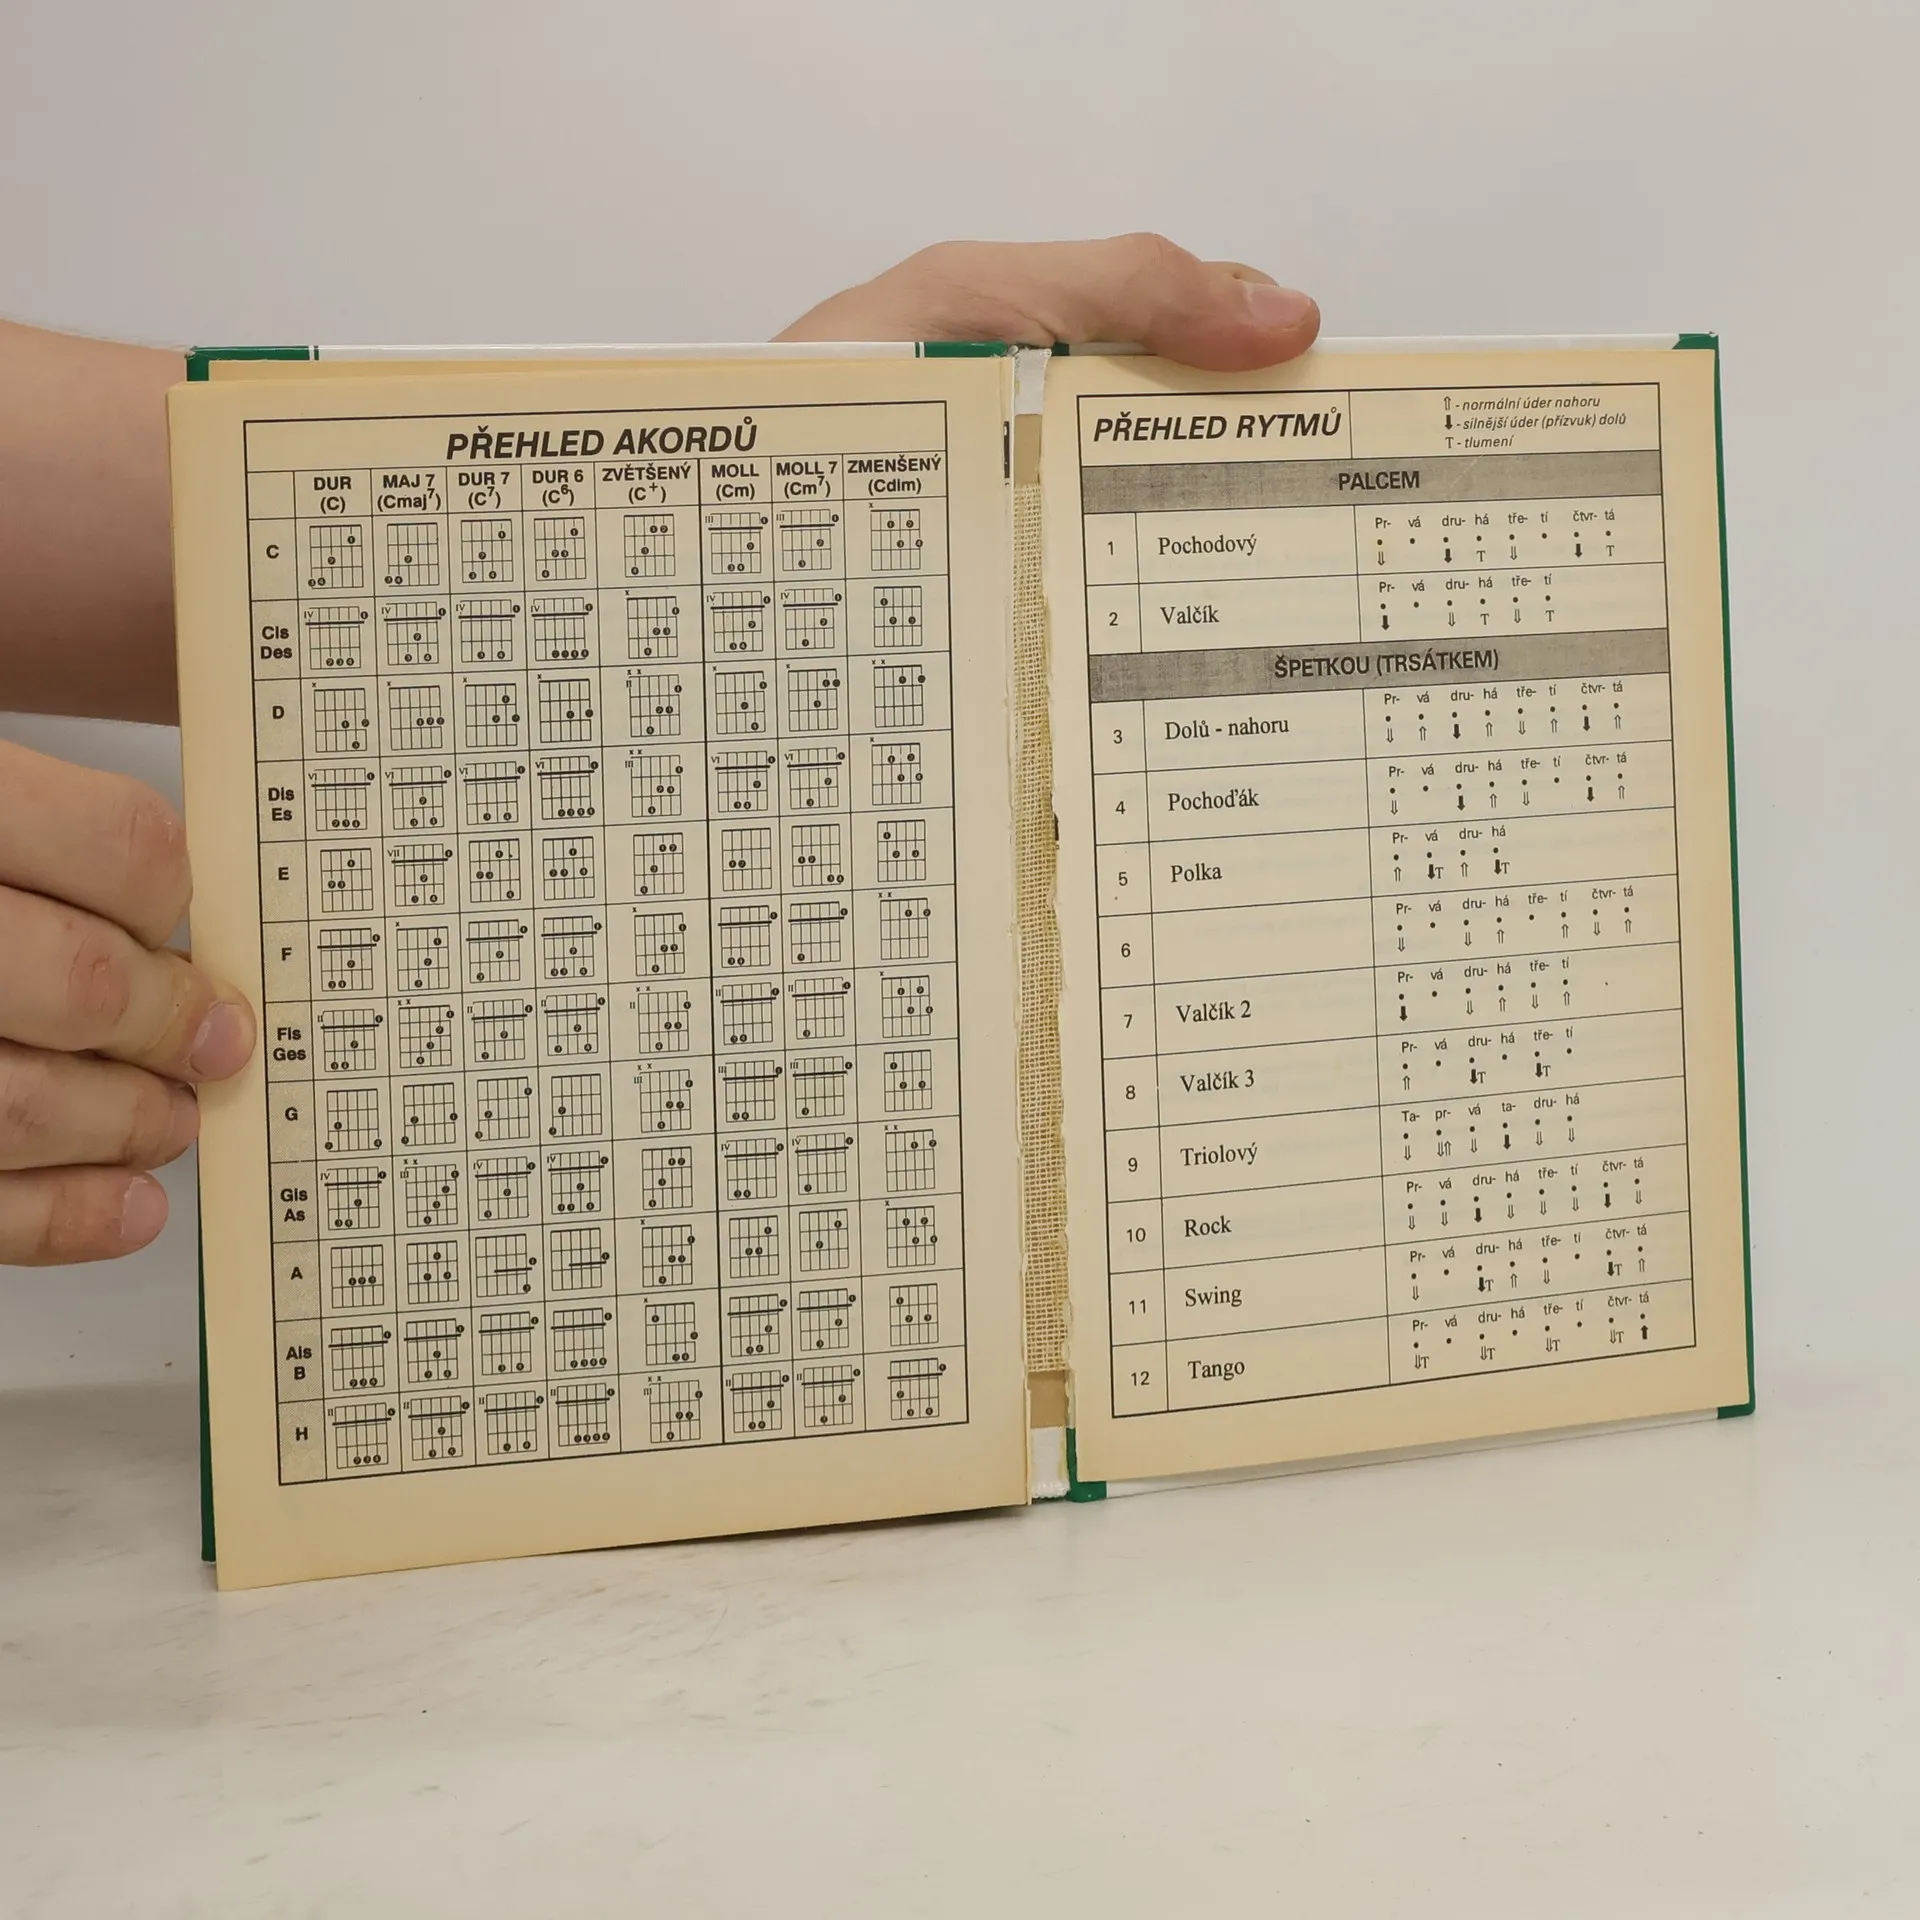 PŘEHLED AKORDŮ
DUR MAJ 7 DUR 7 DUR 6 ZVĚTŠENÝ MOLL MOLL 7 ZMENŠENÝ
(C) (Cmaj7) (C7) (C6) (C+) (Cm) (Cm7) (Cdim)
C
Cis
Des
D
Dis
Es
E
F
Fis
Ges
G
Gis
As
A
Ais
B
H
PŘEHLED RYTMŮ
⇑ - normální úder nahoru
⬇ - silnější úder (přízvuk) dolů
T - tlumení
PALCEM
1 Pochodový Pr- vá dru- há tře- tí čtvr- tá
⇓ ⬇ T ⇓ ⬇ T
2 Valčík Pr- vá dru- há tře- tí
⬇ ⇓ T ⇓ T
ŠPETKOU (TRSÁTKEM)
3 Dolů - nahoru Pr- vá dru- há tře- tí čtvr- tá
⇓ ⇑ ⬇ ⇑ ⇓ ⇑ ⬇ ⇑
4 Pochoďák Pr- vá dru- há tře- tí čtvr- tá
⇓ ⬇ ⇑ ⇓ ⬇ ⇑
5 Polka Pr- vá dru- há
⇑ ⬇T ⇑ ⬇T
6 Pr- vá dru- há tře- tí čtvr- tá
⇓ ⇓ ⇑ ⇑ ⇓ ⇑
7 Valčík 2 Pr- vá dru- há tře- tí
⬇ ⇓ ⇑ ⇓ ⇑
8 Valčík 3 Pr- vá dru- há tře- tí
⇑ ⬇T ⬇T
9 Triolový Ta- pr- vá ta- dru- há
⇓ ⇓⇑ ⇓ ⬇ ⇓ ⇓
10 Rock Pr- vá dru- há tře- tí čtvr- tá
⇓ ⇓ ⬇ ⇓ ⇓ ⇓ ⬇ ⇓
11 Swing Pr- vá dru- há tře- tí čtvr- tá
⇓ ⬇T ⇑ ⇓ ⬇T ⇑
12 Tango Pr- vá dru- há tře- tí čtvr- tá
⇓T ⇓T ⇓T ⇓T ⬆